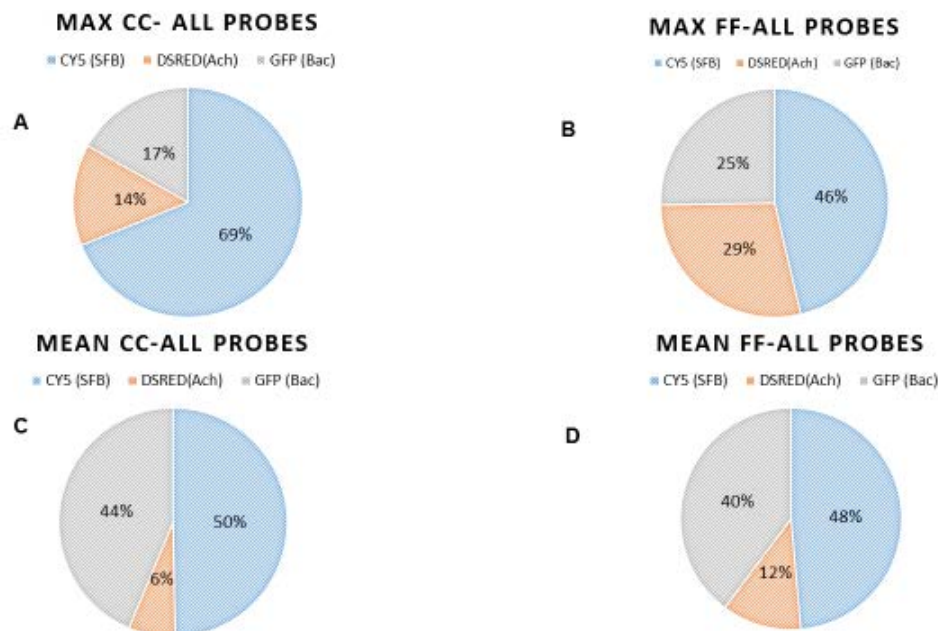 MAX CC- ALL PROBES
CY5 (SFB) DSRED(Ach) GFP (Bac)
A
17%
14%
69%
MAX FF-ALL PROBES
CY5 (SFB) DSRED(Ach) GFP (Bac)
B
25%
46%
29%
MEAN CC-ALL PROBES
CY5 (SFB) DSRED(Ach) GFP (Bac)
C
44%
50%
6%
MEAN FF-ALL PROBES
CY5 (SFB) DSRED(Ach) GFP (Bac)
D
40%
48%
12%